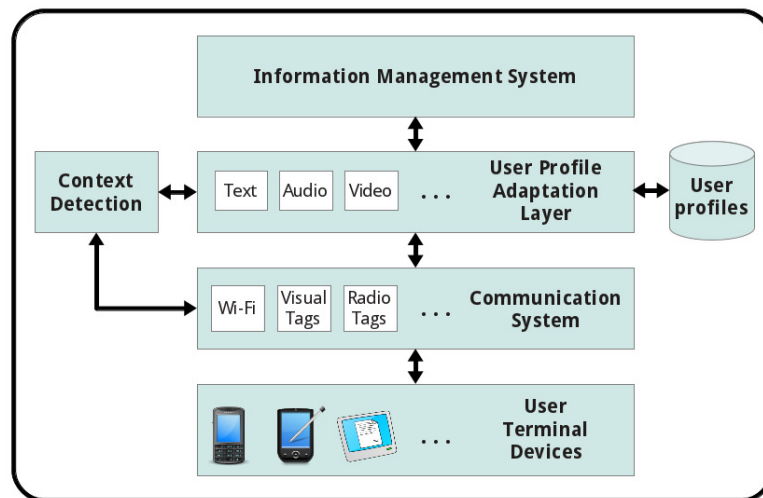 Information Management System
Context
Detection
Text
Audio
Video
. . .
User Profile
Adaptation
Layer
User
profiles
Wi-Fi
Visual
Tags
Radio
Tags
. . .
Communication
System
. . .
User
Terminal
Devices